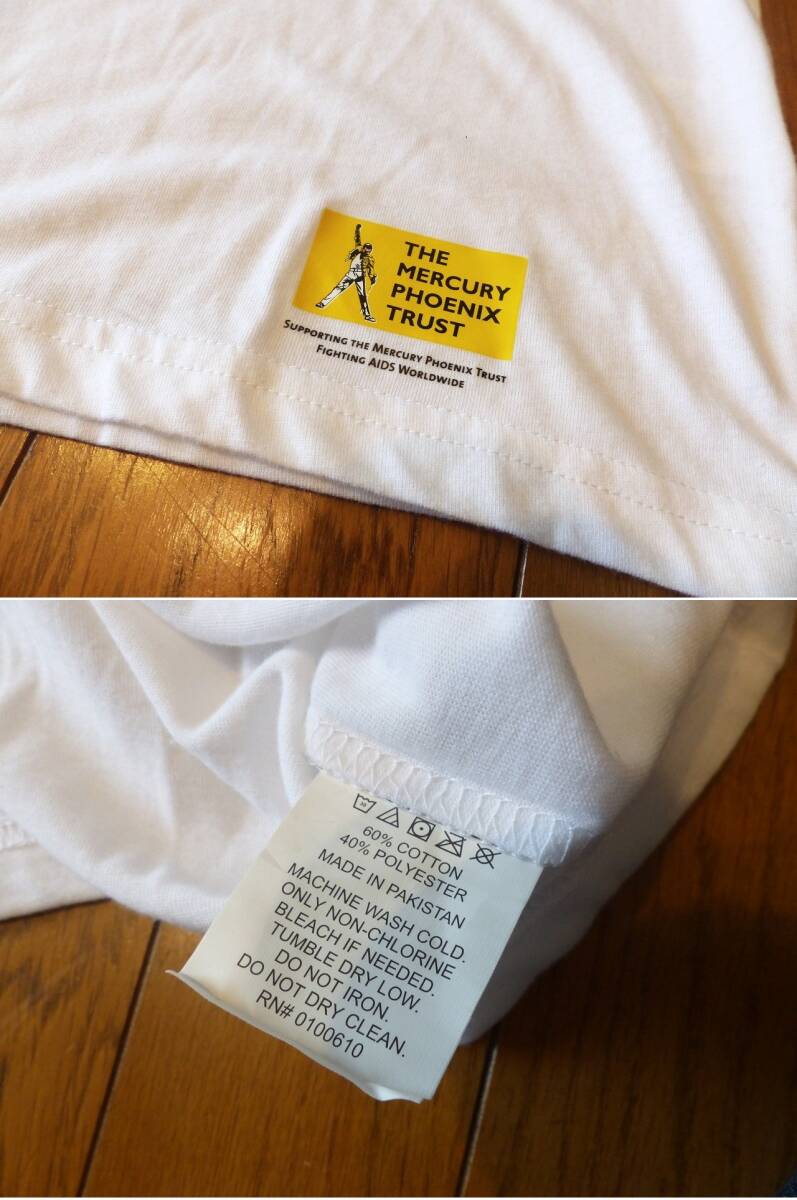 THE
MERCURY
PHOENIX
TRUST
SUPPORTING THE MERCURY PHOENIX TRUST
FIGHTING AIDS WORLDWIDE
60% COTTON
40% POLYESTER
MADE IN PAKISTAN
MACHINE WASH COLD.
ONLY NON-CHLORINE
BLEACH IF NEEDED.
TUMBLE DRY LOW.
DO NOT IRON.
DO NOT DRY CLEAN.
RN# 0100610